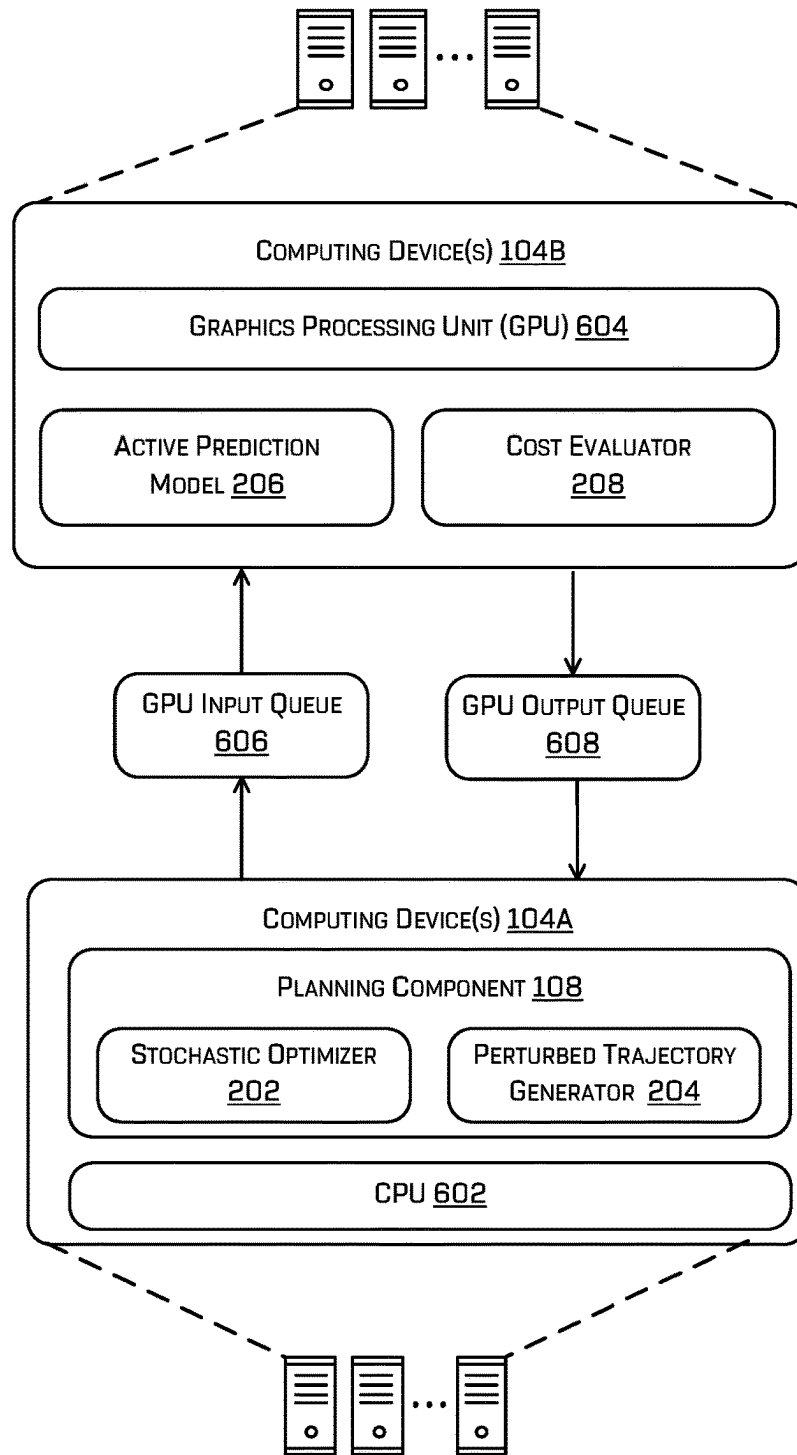 COMPUTING DEVICE(S) 104B
GRAPHICS PROCESSING UNIT (GPU) 604
ACTIVE PREDICTION
MODEL 206
COST EVALUATOR
208
GPU INPUT QUEUE
606
GPU OUTPUT QUEUE
608
COMPUTING DEVICE(S) 104A
PLANNING COMPONENT 108
STOCHASTIC OPTIMIZER
202
PERTURBED TRAJECTORY
GENERATOR 204
CPU 602